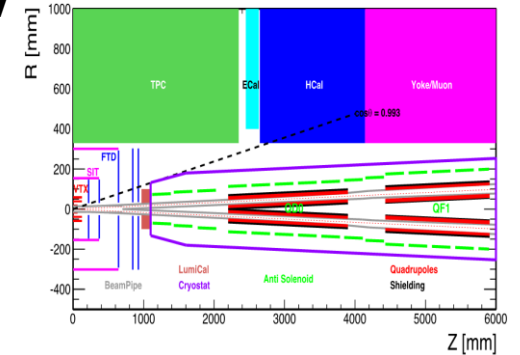 R [mm]
1000
800
600
400
200
0
-200
-400
TPC
ECal
HCal
Yoke/Muon
cosθ = 0.993
FTD
SIT
VTX
QD0
QF1
LumiCal
Quadrupoles
BeamPipe
Cryostat
Anti Solenoid
Shielding
0
1000
2000
3000
4000
5000
6000
Z [mm]